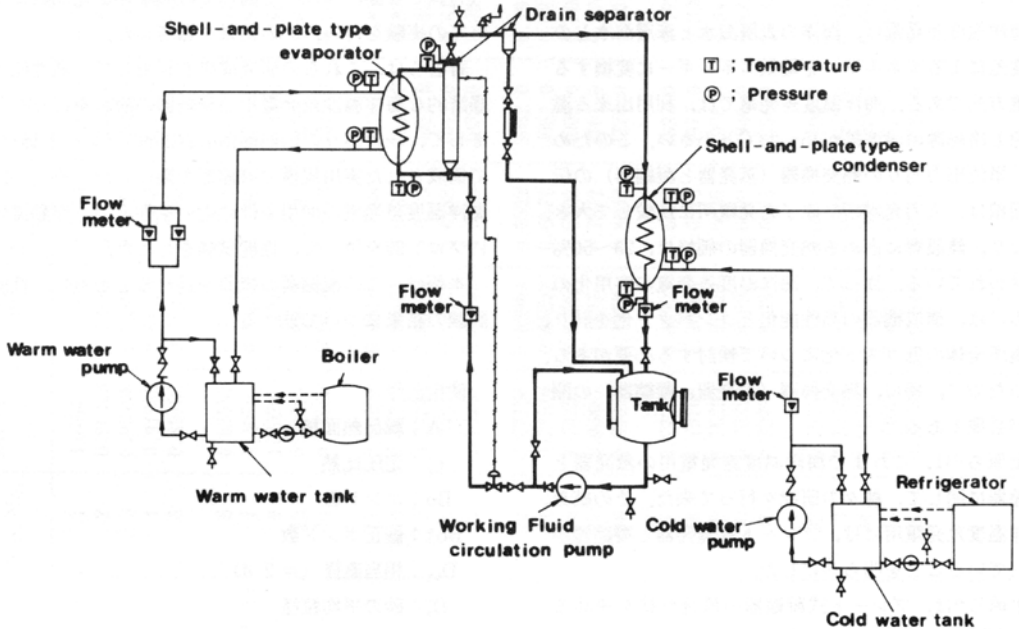 Drain separator
Shell-and-plate type
evaporator
T ; Temperature
P ; Pressure
P T
P
T
P T
T P
Shell-and-plate type
condenser
T
P
T P
T P
T
P
Flow
meter
Flow
meter
Flow
meter
Flow
meter
Warm water
pump
Boiler
Tank
Warm water tank
Working Fluid
circulation pump
Cold water
pump
Refrigerator
Cold water tank